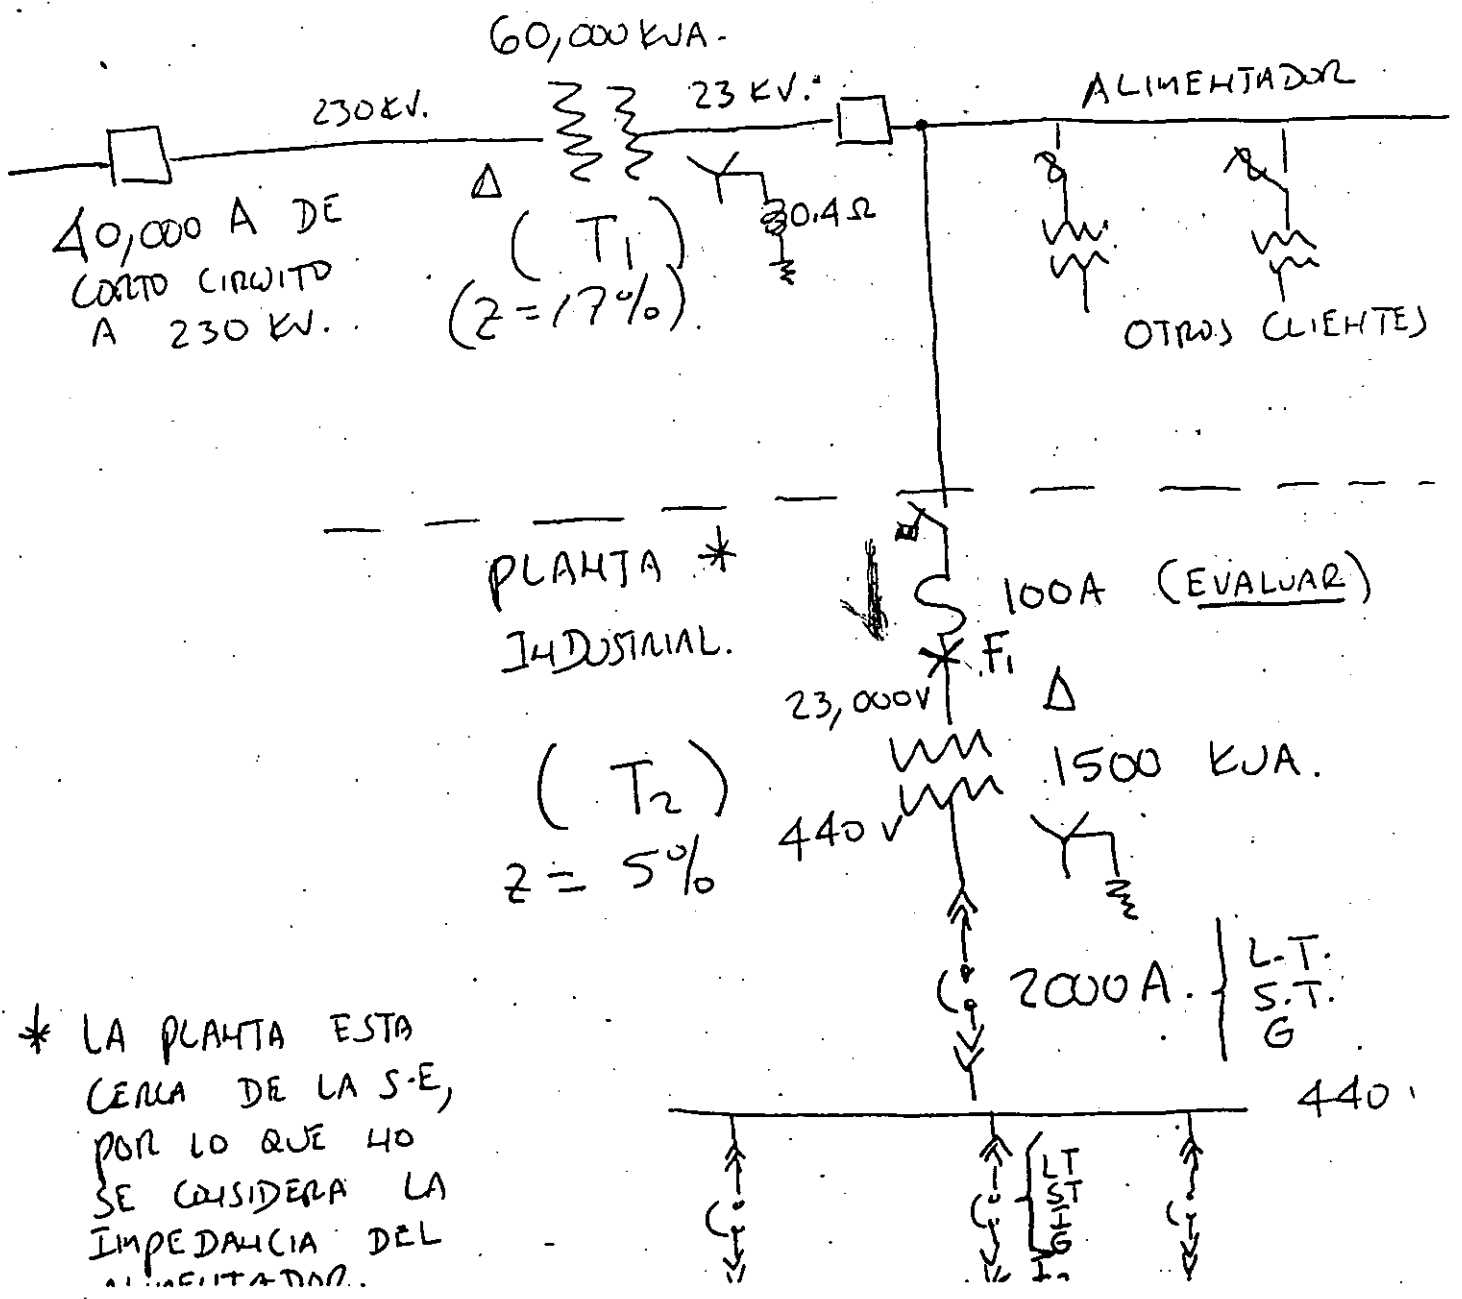 60,000 KVA.
230 KV.
23 KV.
ALIMENTADOR
Δ
0.4 Ω
40,000 A DE
CORTO CIRCUITO
A 230 KV.
(T1)
(Z = 17%).
OTROS CLIENTES
PLANTA *
INDUSTRIAL.
100A (EVALUAR)
F1
23,000V
Δ
(T2)
Z = 5%
1500 KVA.
440 V
2000A.
L.T.
S.T.
G
440
* LA PLANTA ESTA
CERCA DE LA S.E,
POR LO QUE NO
SE CONSIDERA LA
IMPEDANCIA DEL
ALIMENTADOR.
LT
ST
I
G